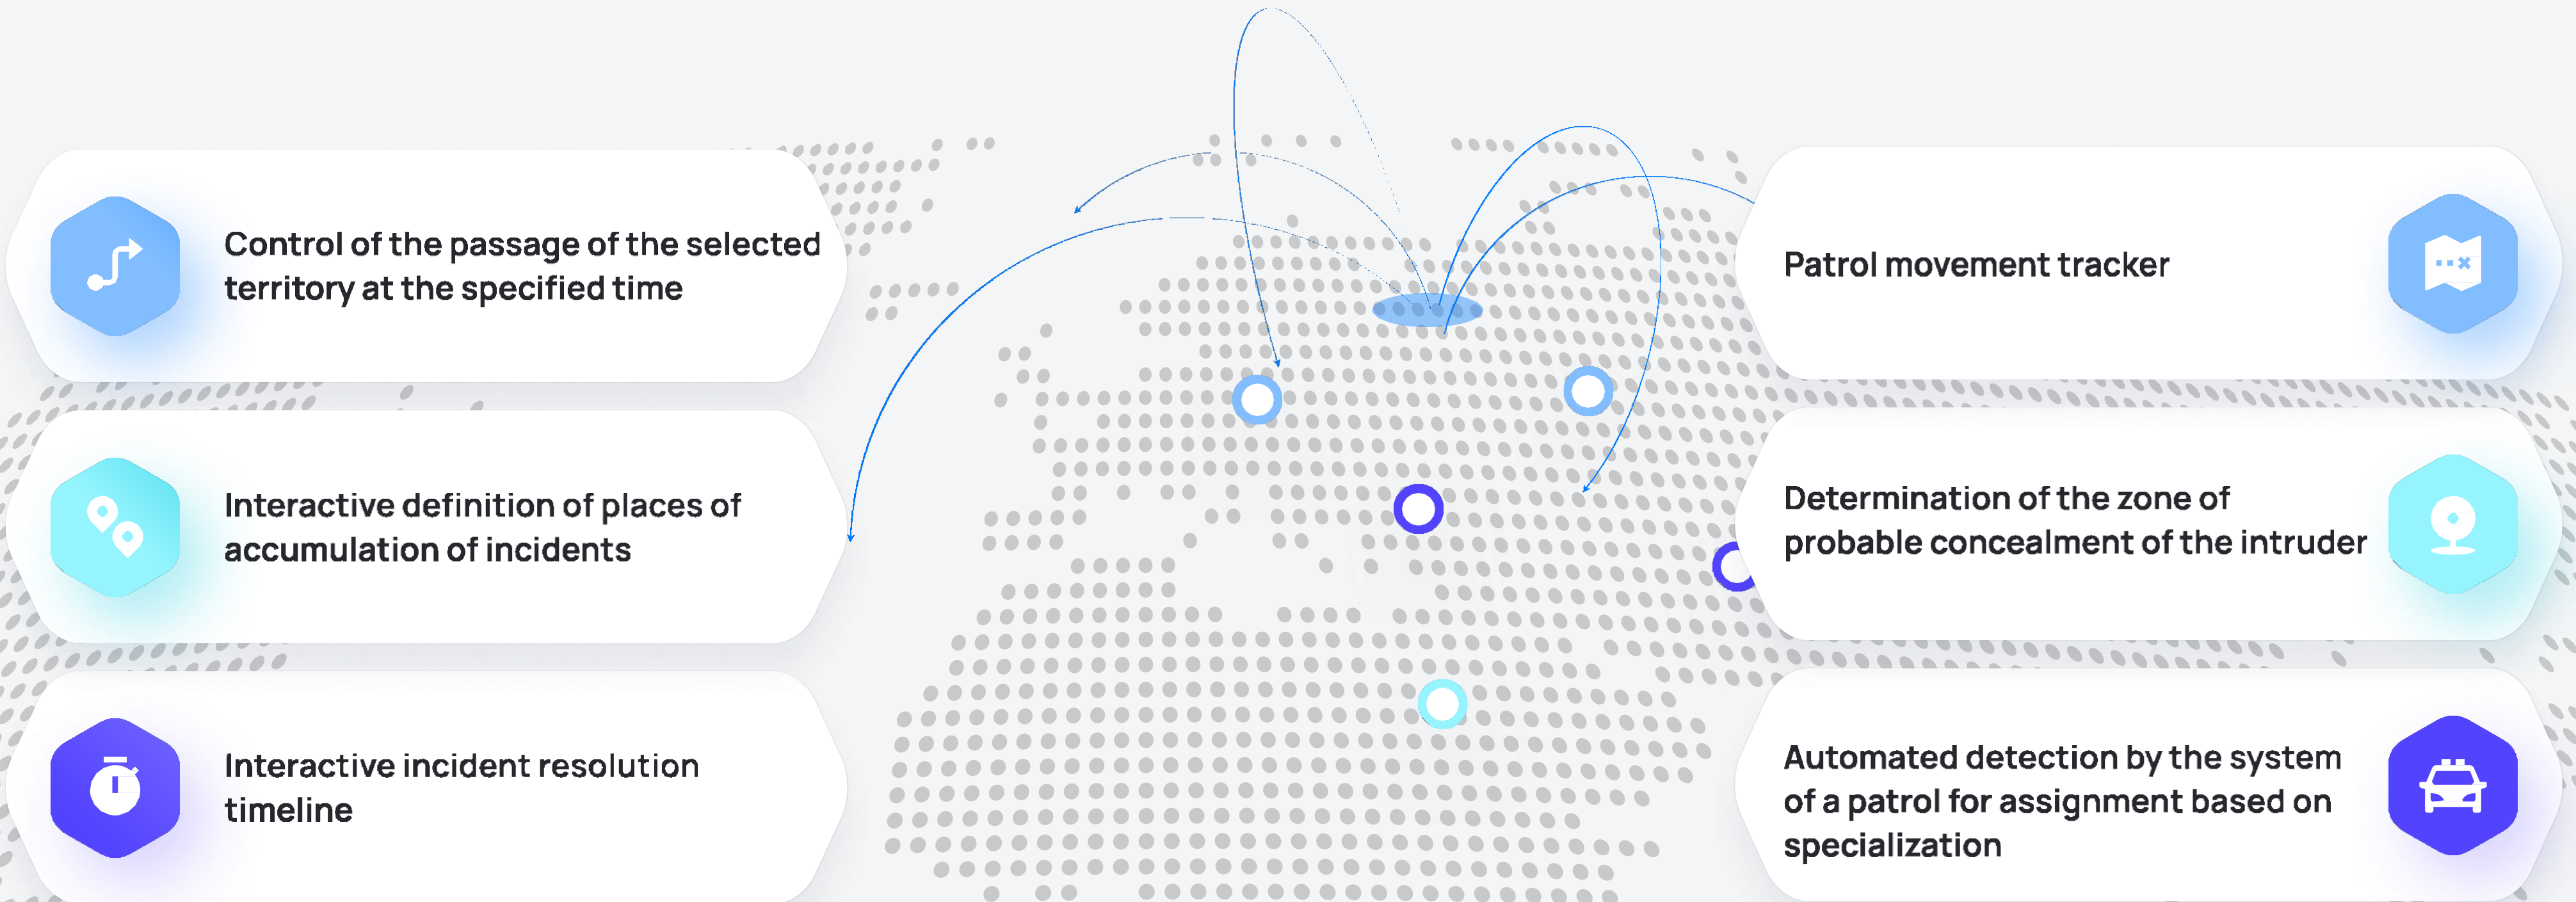 Control of the passage of the selected
territory at the specified time
Interactive definition of places of
accumulation of incidents
Interactive incident resolution
timeline
Patrol movement tracker
Determination of the zone of
probable concealment of the intruder
Automated detection by the system
of a patrol for assignment based on
specialization